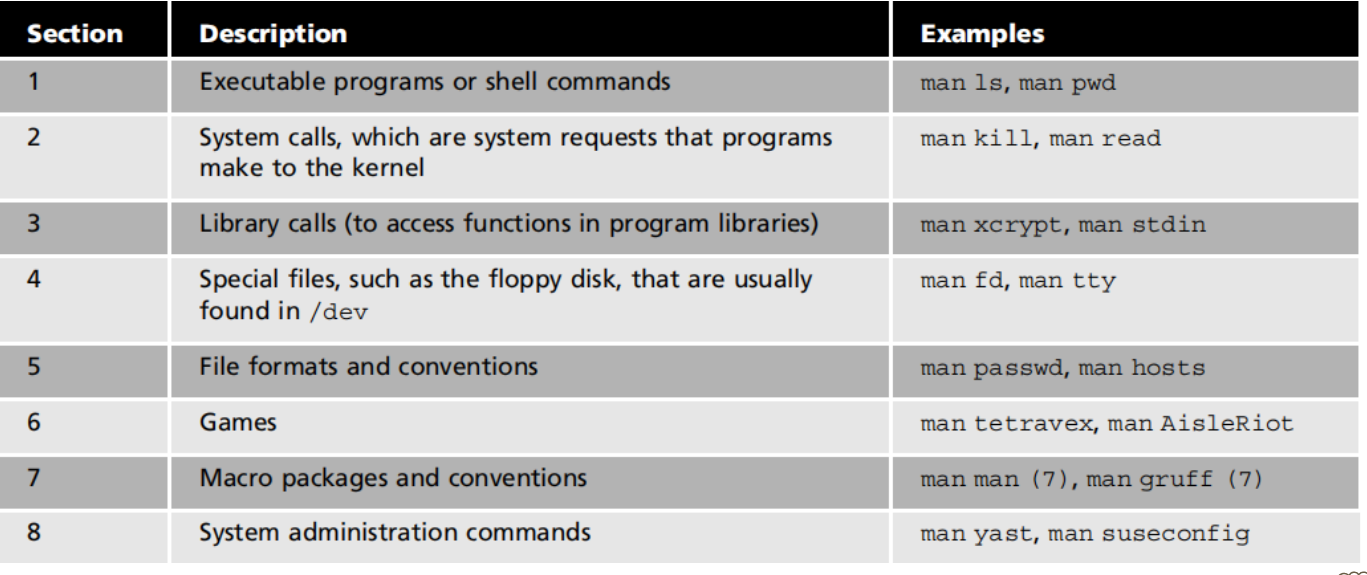 Section Description Examples
1 Executable programs or shell commands man ls, man pwd
2 System calls, which are system requests that programs man kill, man read
make to the kernel
3 Library calls (to access functions in program libraries) man xcrypt, man stdin
4 Special files, such as the floppy disk, that are usually man fd, man tty
found in /dev
5 File formats and conventions man passwd, man hosts
6 Games man tetravex, man AisleRiot
7 Macro packages and conventions man man (7), man gruff (7)
8 System administration commands man yast, man suseconfig